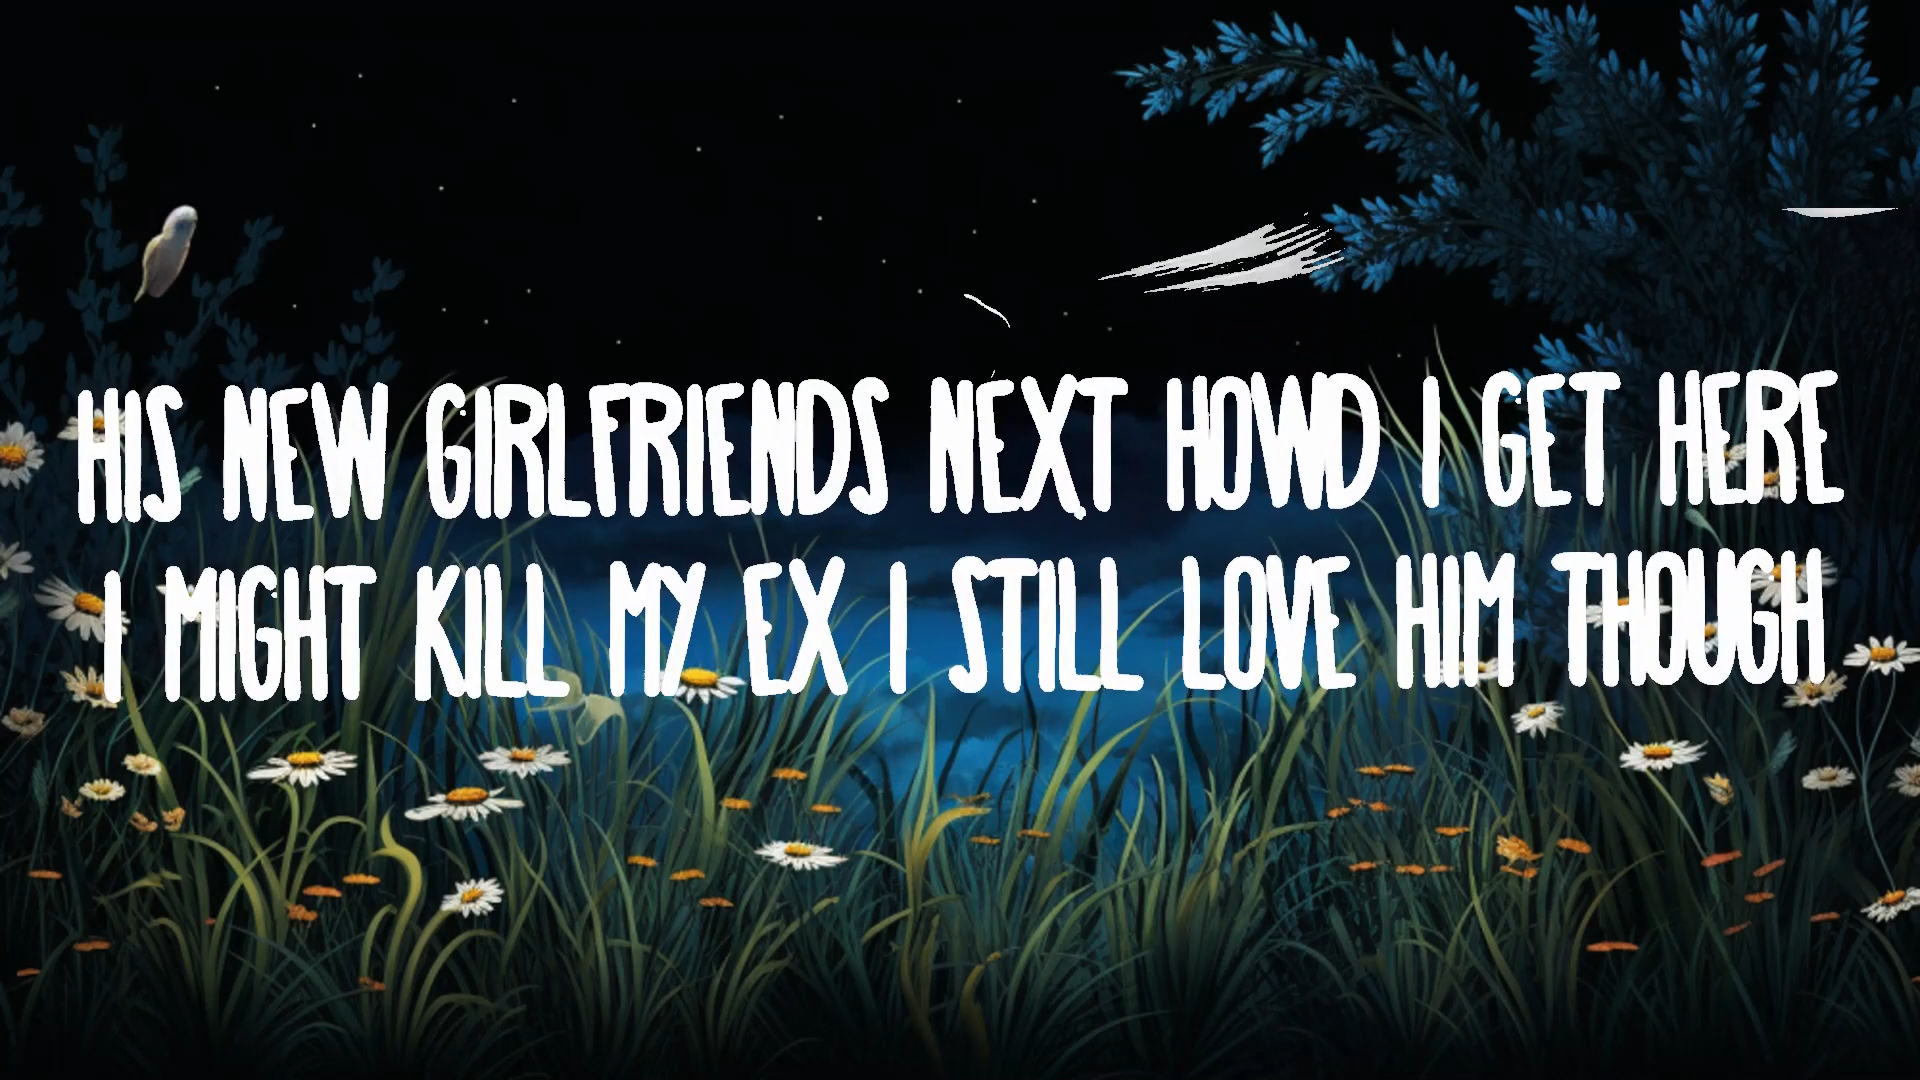 HIS NEW GIRLFRIENDS NEXT HOWD I GET HERE
I MIGHT KILL MY EX I STILL LOVE HIM THOUGH